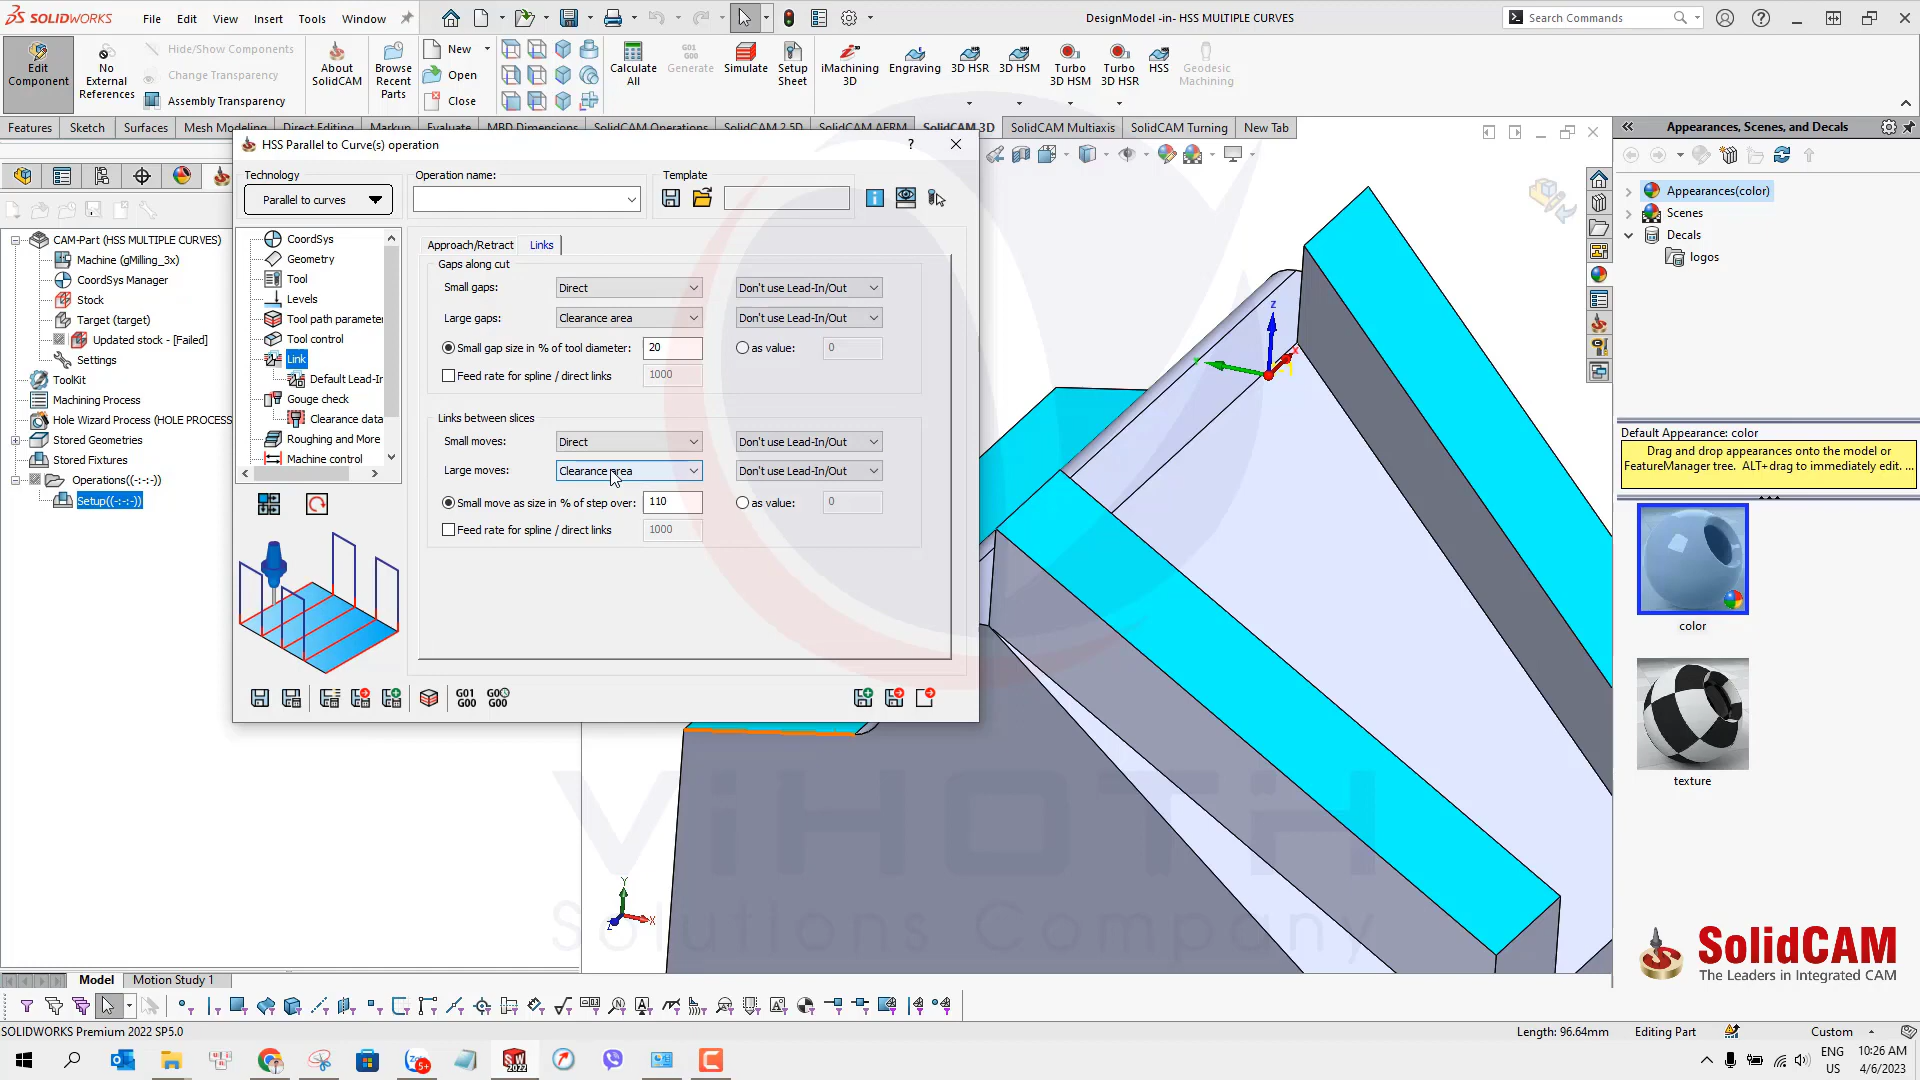 SOLIDWORKS File Edit View Insert Tools Window
DesignModel -in- HSS MULTIPLE CURVES
Search Commands
Edit Component
No External References
Hide/Show Components
Change Transparency
Assembly Transparency
About SolidCAM
Browse Recent Parts
New
Open
Close
Calculate All
G01 G00
Generate
Simulate
Setup Sheet
iMachining 3D
Engraving
3D HSR
3D HSM
Turbo 3D HSM
Turbo 3D HSR
HSS
Geodesic Machining
Features Sketch Surfaces Mesh Modeling Direct Editing Markup Evaluate MBD Dimensions SolidCAM Operations SolidCAM 2.5D SolidCAM AFRM SolidCAM 3D SolidCAM Multiaxis SolidCAM Turning New Tab
CAM-Part (HSS MULTIPLE CURVES)
Machine (gMilling_3x)
CoordSys Manager
Stock
Target (target)
Updated stock - [Failed]
Settings
ToolKit
Machining Process
Hole Wizard Process (HOLE PROCESS
Stored Geometries
Stored Fixtures
Operations((-:-:-))
Setup((-:-:-))
HSS Parallel to Curve(s) operation
?
Technology
Parallel to curves
Operation name:
Template
CoordSys
Geometry
Tool
Levels
Tool path parameter
Tool control
Link
Default Lead-Ir
Gouge check
Clearance data
Roughing and More
Machine control
Approach/Retract Links
Gaps along cut
Small gaps: Direct Don't use Lead-In/Out
Large gaps: Clearance area Don't use Lead-In/Out
Small gap size in % of tool diameter: 20 as value: 0
Feed rate for spline / direct links 1000
Links between slices
Small moves: Direct Don't use Lead-In/Out
Large moves: Clearance area Don't use Lead-In/Out
Small move as size in % of step over: 110 as value: 0
Feed rate for spline / direct links 1000
G01 G00
G00 G00
Z
X
Y
X
Z
ViHOTH
Solutions Company
Appearances, Scenes, and Decals
Appearances(color)
Scenes
Decals
logos
Default Appearance: color
Drag and drop appearances onto the model or
FeatureManager tree. ALT+drag to immediately edit. ...
color
texture
SolidCAM
The Leaders in Integrated CAM
Model Motion Study 1
SOLIDWORKS Premium 2022 SP5.0
Length: 96.64mm Editing Part Custom
ENG
US
10:26 AM
4/6/2023